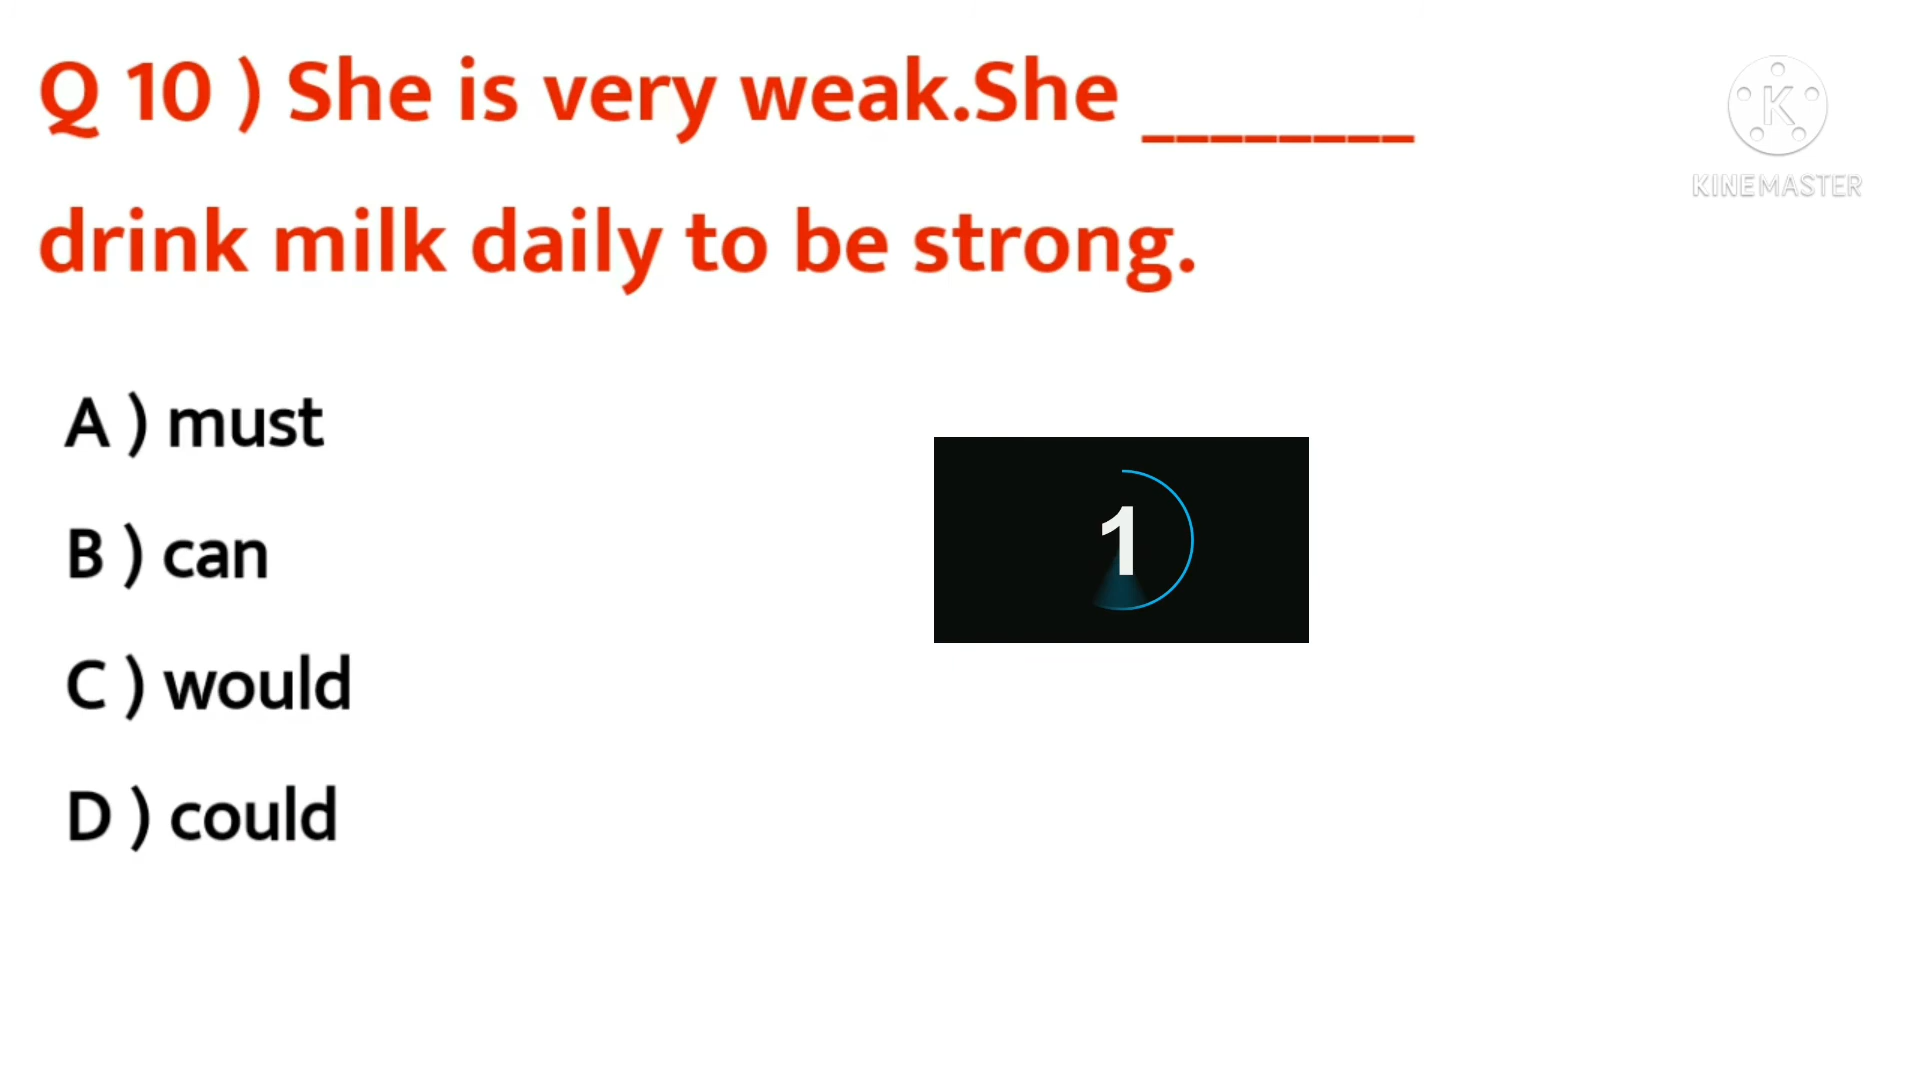 Q 10 ) She is very weak.She ________
drink milk daily to be strong.
A ) must
B ) can
C ) would
D ) could
1
K
KINEMASTER